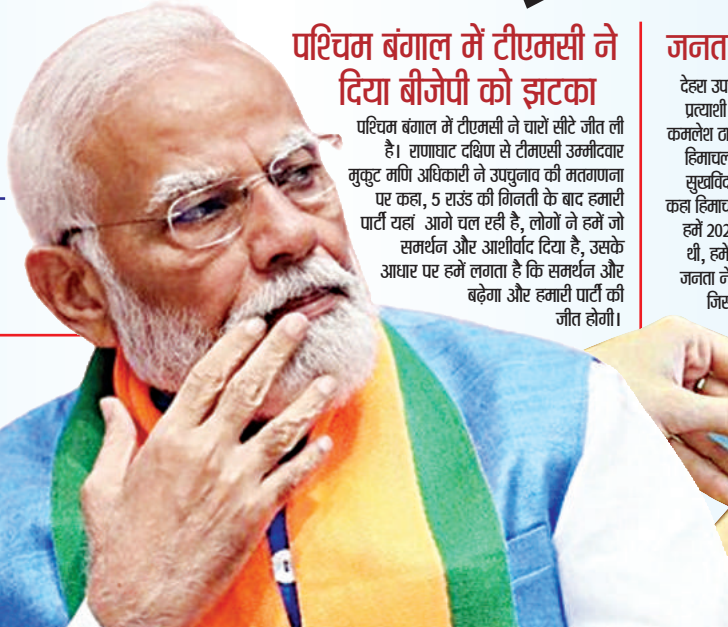 पश्चिम बंगाल में टीएमसी ने
दिया बीजेपी को झटका
पश्चिम बंगाल में टीएमसी ने चारों सीटे जीत ली
है। राणाघाट दक्षिण से टीमएसी उम्मीदवार
मुकुट मणि अधिकारी ने उपचुनाव की मतगणना
पर कहा, 5 राउंड की गिनती के बाद हमारी
पार्टी यहां आगे चल रही है, लोगों ने हमें जो
समर्थन और आशीर्वाद दिया है, उसके
आधार पर हमें लगता है कि समर्थन और
बढ़ेगा और हमारी पार्टी की
जीत होगी।
जनत
देहरा उप
प्रत्याशी
कमलेश ठा
हिमाचल
सुखविंद
कहा हिमाच
हमें 202
थी, हमें
जनता ने
जिस